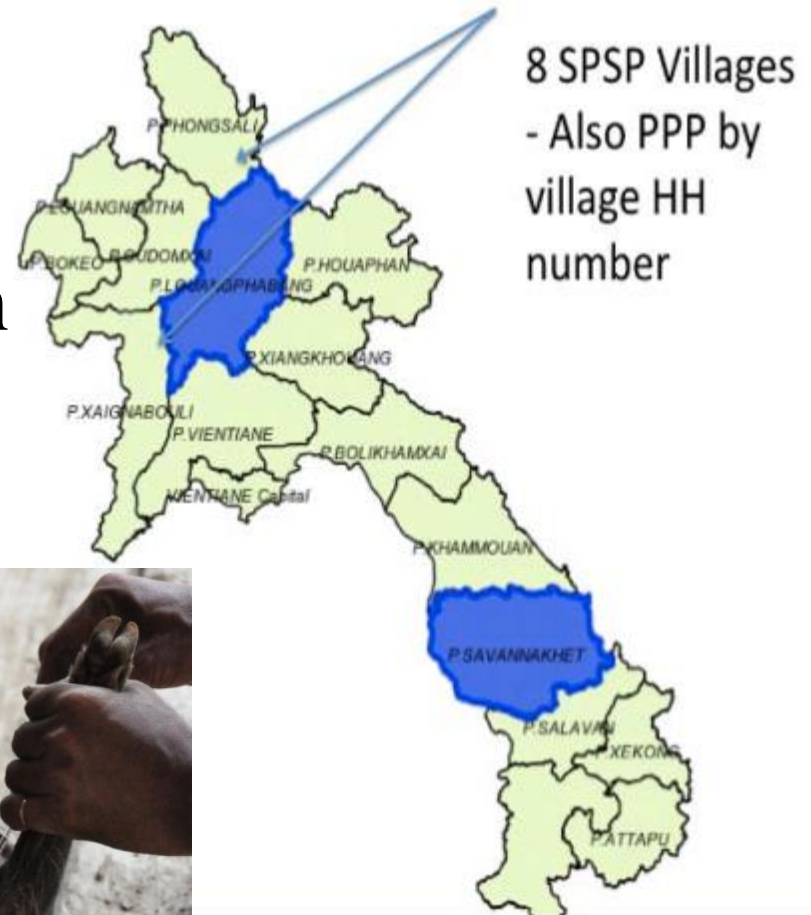 8 SPSP Villages
- Also PPP by
village HH
number
P.PHONGSALI
P.LOUANGNAMTHA
P.BOKEO
P.OUDOMXAI
P.HOUAPHAN
P.LOUANGPHABANG
P.XIANGKHOUANG
P.XAIGNABOULI
P.VIENTIANE
P.BOLIKHAMXAI
VIENTIANE Capital
P.KHAMMOUAN
P.SAVANNAKHET
P.SALAVAN
P.XEKONG
P.ATTAPU